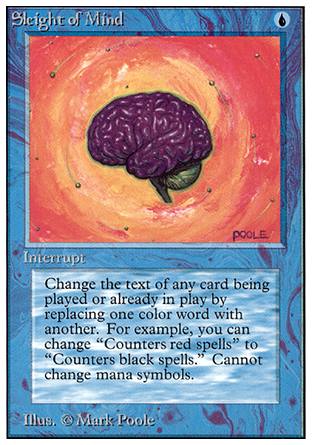 Sleight of Mind
POOLE
Interrupt
Change the text of any card being
played or already in play by
replacing one color word with
another. For example, you can
change “Counters red spells” to
“Counters black spells.” Cannot
change mana symbols.
Illus. © Mark Poole